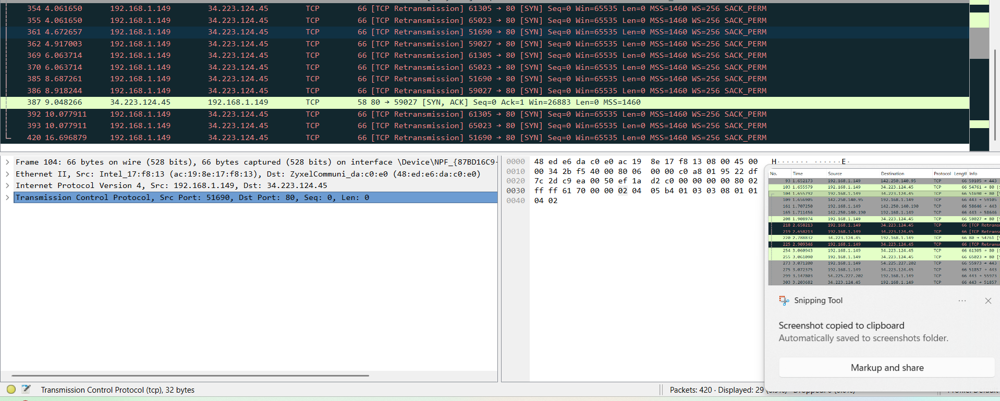 354 4.061650 192.168.1.149 34.223.124.45 TCP 66 [TCP Retransmission] 61305 → 80 [SYN] Seq=0 Win=65535 Len=0 MSS=1460 WS=256 SACK_PERM
355 4.061650 192.168.1.149 34.223.124.45 TCP 66 [TCP Retransmission] 65023 → 80 [SYN] Seq=0 Win=65535 Len=0 MSS=1460 WS=256 SACK_PERM
361 4.672657 192.168.1.149 34.223.124.45 TCP 66 [TCP Retransmission] 51690 → 80 [SYN] Seq=0 Win=65535 Len=0 MSS=1460 WS=256 SACK_PERM
362 4.917003 192.168.1.149 34.223.124.45 TCP 66 [TCP Retransmission] 59027 → 80 [SYN] Seq=0 Win=65535 Len=0 MSS=1460 WS=256 SACK_PERM
369 6.063714 192.168.1.149 34.223.124.45 TCP 66 [TCP Retransmission] 61305 → 80 [SYN] Seq=0 Win=65535 Len=0 MSS=1460 WS=256 SACK_PERM
370 6.063714 192.168.1.149 34.223.124.45 TCP 66 [TCP Retransmission] 65023 → 80 [SYN] Seq=0 Win=65535 Len=0 MSS=1460 WS=256 SACK_PERM
385 8.687261 192.168.1.149 34.223.124.45 TCP 66 [TCP Retransmission] 51690 → 80 [SYN] Seq=0 Win=65535 Len=0 MSS=1460 WS=256 SACK_PERM
386 8.918244 192.168.1.149 34.223.124.45 TCP 66 [TCP Retransmission] 59027 → 80 [SYN] Seq=0 Win=65535 Len=0 MSS=1460 WS=256 SACK_PERM
387 9.048266 34.223.124.45 192.168.1.149 TCP 58 80 → 59027 [SYN, ACK] Seq=0 Ack=1 Win=26883 Len=0 MSS=1460
392 10.077911 192.168.1.149 34.223.124.45 TCP 66 [TCP Retransmission] 61305 → 80 [SYN] Seq=0 Win=65535 Len=0 MSS=1460 WS=256 SACK_PERM
393 10.077911 192.168.1.149 34.223.124.45 TCP 66 [TCP Retransmission] 65023 → 80 [SYN] Seq=0 Win=65535 Len=0 MSS=1460 WS=256 SACK_PERM
420 16.696879 192.168.1.149 34.223.124.45 TCP 66 [TCP Retransmission] 51690 → 80 [SYN] Seq=0 Win=65535 Len=0 MSS=1460 WS=256 SACK_PERM
Frame 104: 66 bytes on wire (528 bits), 66 bytes captured (528 bits) on interface \Device\NPF_{87BD16C9-
Ethernet II, Src: Intel_17:f8:13 (ac:19:8e:17:f8:13), Dst: ZyxelCommuni_da:c0:e0 (48:ed:e6:da:c0:e0)
Internet Protocol Version 4, Src: 192.168.1.149, Dst: 34.223.124.45
Transmission Control Protocol, Src Port: 51690, Dst Port: 80, Seq: 0, Len: 0
0000 48 ed e6 da c0 e0 ac 19 8e 17 f8 13 08 00 45 00 H······· ······E·
0010 00 34 2b f5 40 00 80 06 00 00 c0 a8 01 95 22 df
0020 7c 2d c9 ea 00 50 ef 1a d2 c0 00 00 00 00 80 02
0030 ff ff 61 70 00 00 02 04 05 b4 01 03 03 08 01 01
0040 04 02
No. Time Source Destination Protocol Lengtl Info
93 1.652173 192.168.1.149 142.250.140.95 TCP 66 59105 → 443
103 1.655579 192.168.1.149 34.223.124.45 TCP 66 54761 → 80 [
104 1.655792 192.168.1.149 34.223.124.45 TCP 66 51690 → 80 [
109 1.656905 142.250.140.95 192.168.1.149 TCP 66 443 → 59105
161 1.707250 192.168.1.149 142.250.140.190 TCP 66 58646 → 443
165 1.711456 142.250.140.190 192.168.1.149 TCP 66 443 → 58646
208 1.908974 192.168.1.149 34.223.124.45 TCP 66 59027 → 80 [
218 2.658213 192.168.1.149 34.223.124.45 TCP 66 [TCP Retrans
219 2.658213 192.168.1.149 34.223.124.45 TCP 66 [TCP Retrans
220 2.788832 34.223.124.45 192.168.1.149 TCP 66 80 → 54761 [
225 2.909346 192.168.1.149 34.223.124.45 TCP 66 [TCP Retrans
254 3.060943 192.168.1.149 34.223.124.45 TCP 66 61305 → 80 [
255 3.061090 192.168.1.149 34.223.124.45 TCP 66 65023 → 80 [
273 3.071200 192.168.1.149 54.225.227.202 TCP 66 55973 → 443
275 3.072375 192.168.1.149 34.223.124.45 TCP 66 51857 → 443
299 3.147803 54.225.227.202 192.168.1.149 TCP 66 443 → 55973
303 3.203682 34.223.124.45 192.168.1.149 TCP 66 443 → 51857
Snipping Tool
Screenshot copied to clipboard
Automatically saved to screenshots folder.
Markup and share
Transmission Control Protocol (tcp), 32 bytes
Packets: 420 · Displayed: 29